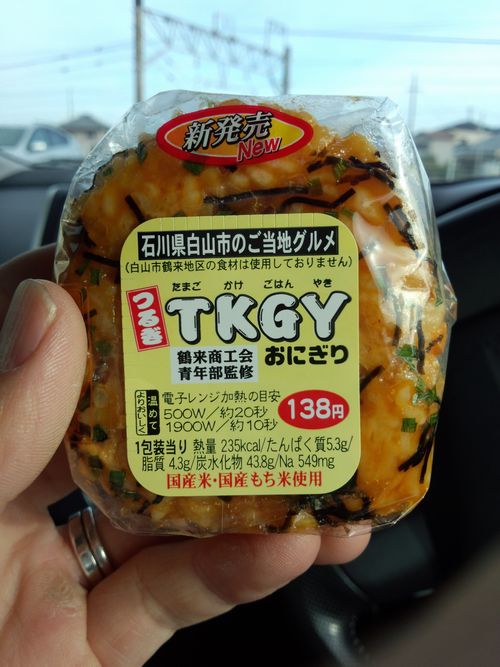 新発売
New
石川県白山市のご当地グルメ
(白山市鶴来地区の食材は使用しておりません)
たまご かけ ごはん やき
つるぎ TKGY
鶴来商工会
青年部監修
おにぎり
温めて
よりおいしく
電子レンジ加熱の目安
500W/約20秒
1900W/約10秒
138円
1包装当り 熱量 235kcal/たんぱく質5.3g/
脂質 4.3g/炭水化物 43.8g/Na 549mg
国産米・国産もち米使用